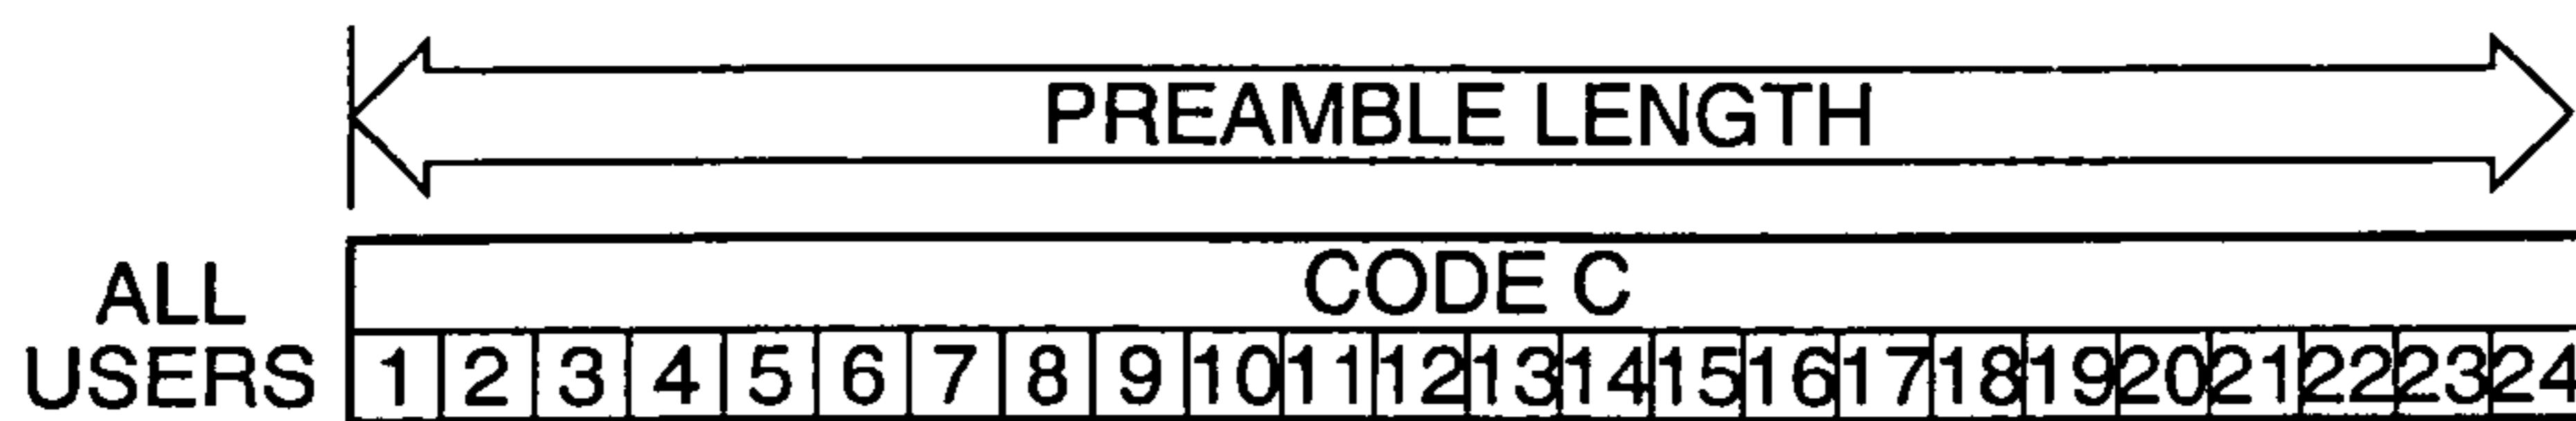 PREAMBLE LENGTH
CODE C
ALL
USERS
1 2 3 4 5 6 7 8 9 10 11 12 13 14 15 16 17 18 19 20 21 22 23 24